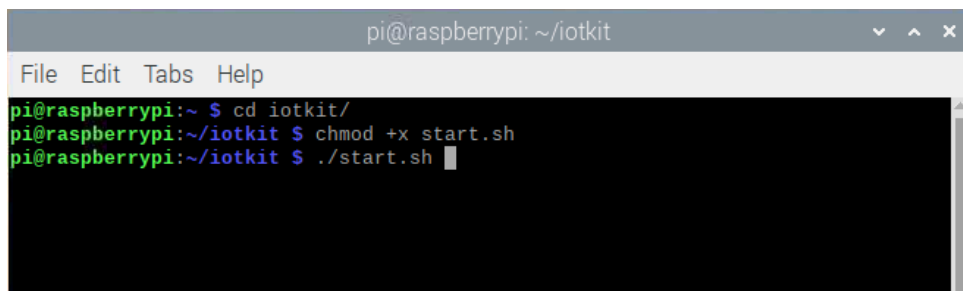 pi@raspberrypi: ~/iotkit
File Edit Tabs Help
pi@raspberrypi:~ $ cd iotkit/
pi@raspberrypi:~/iotkit $ chmod +x start.sh
pi@raspberrypi:~/iotkit $ ./start.sh